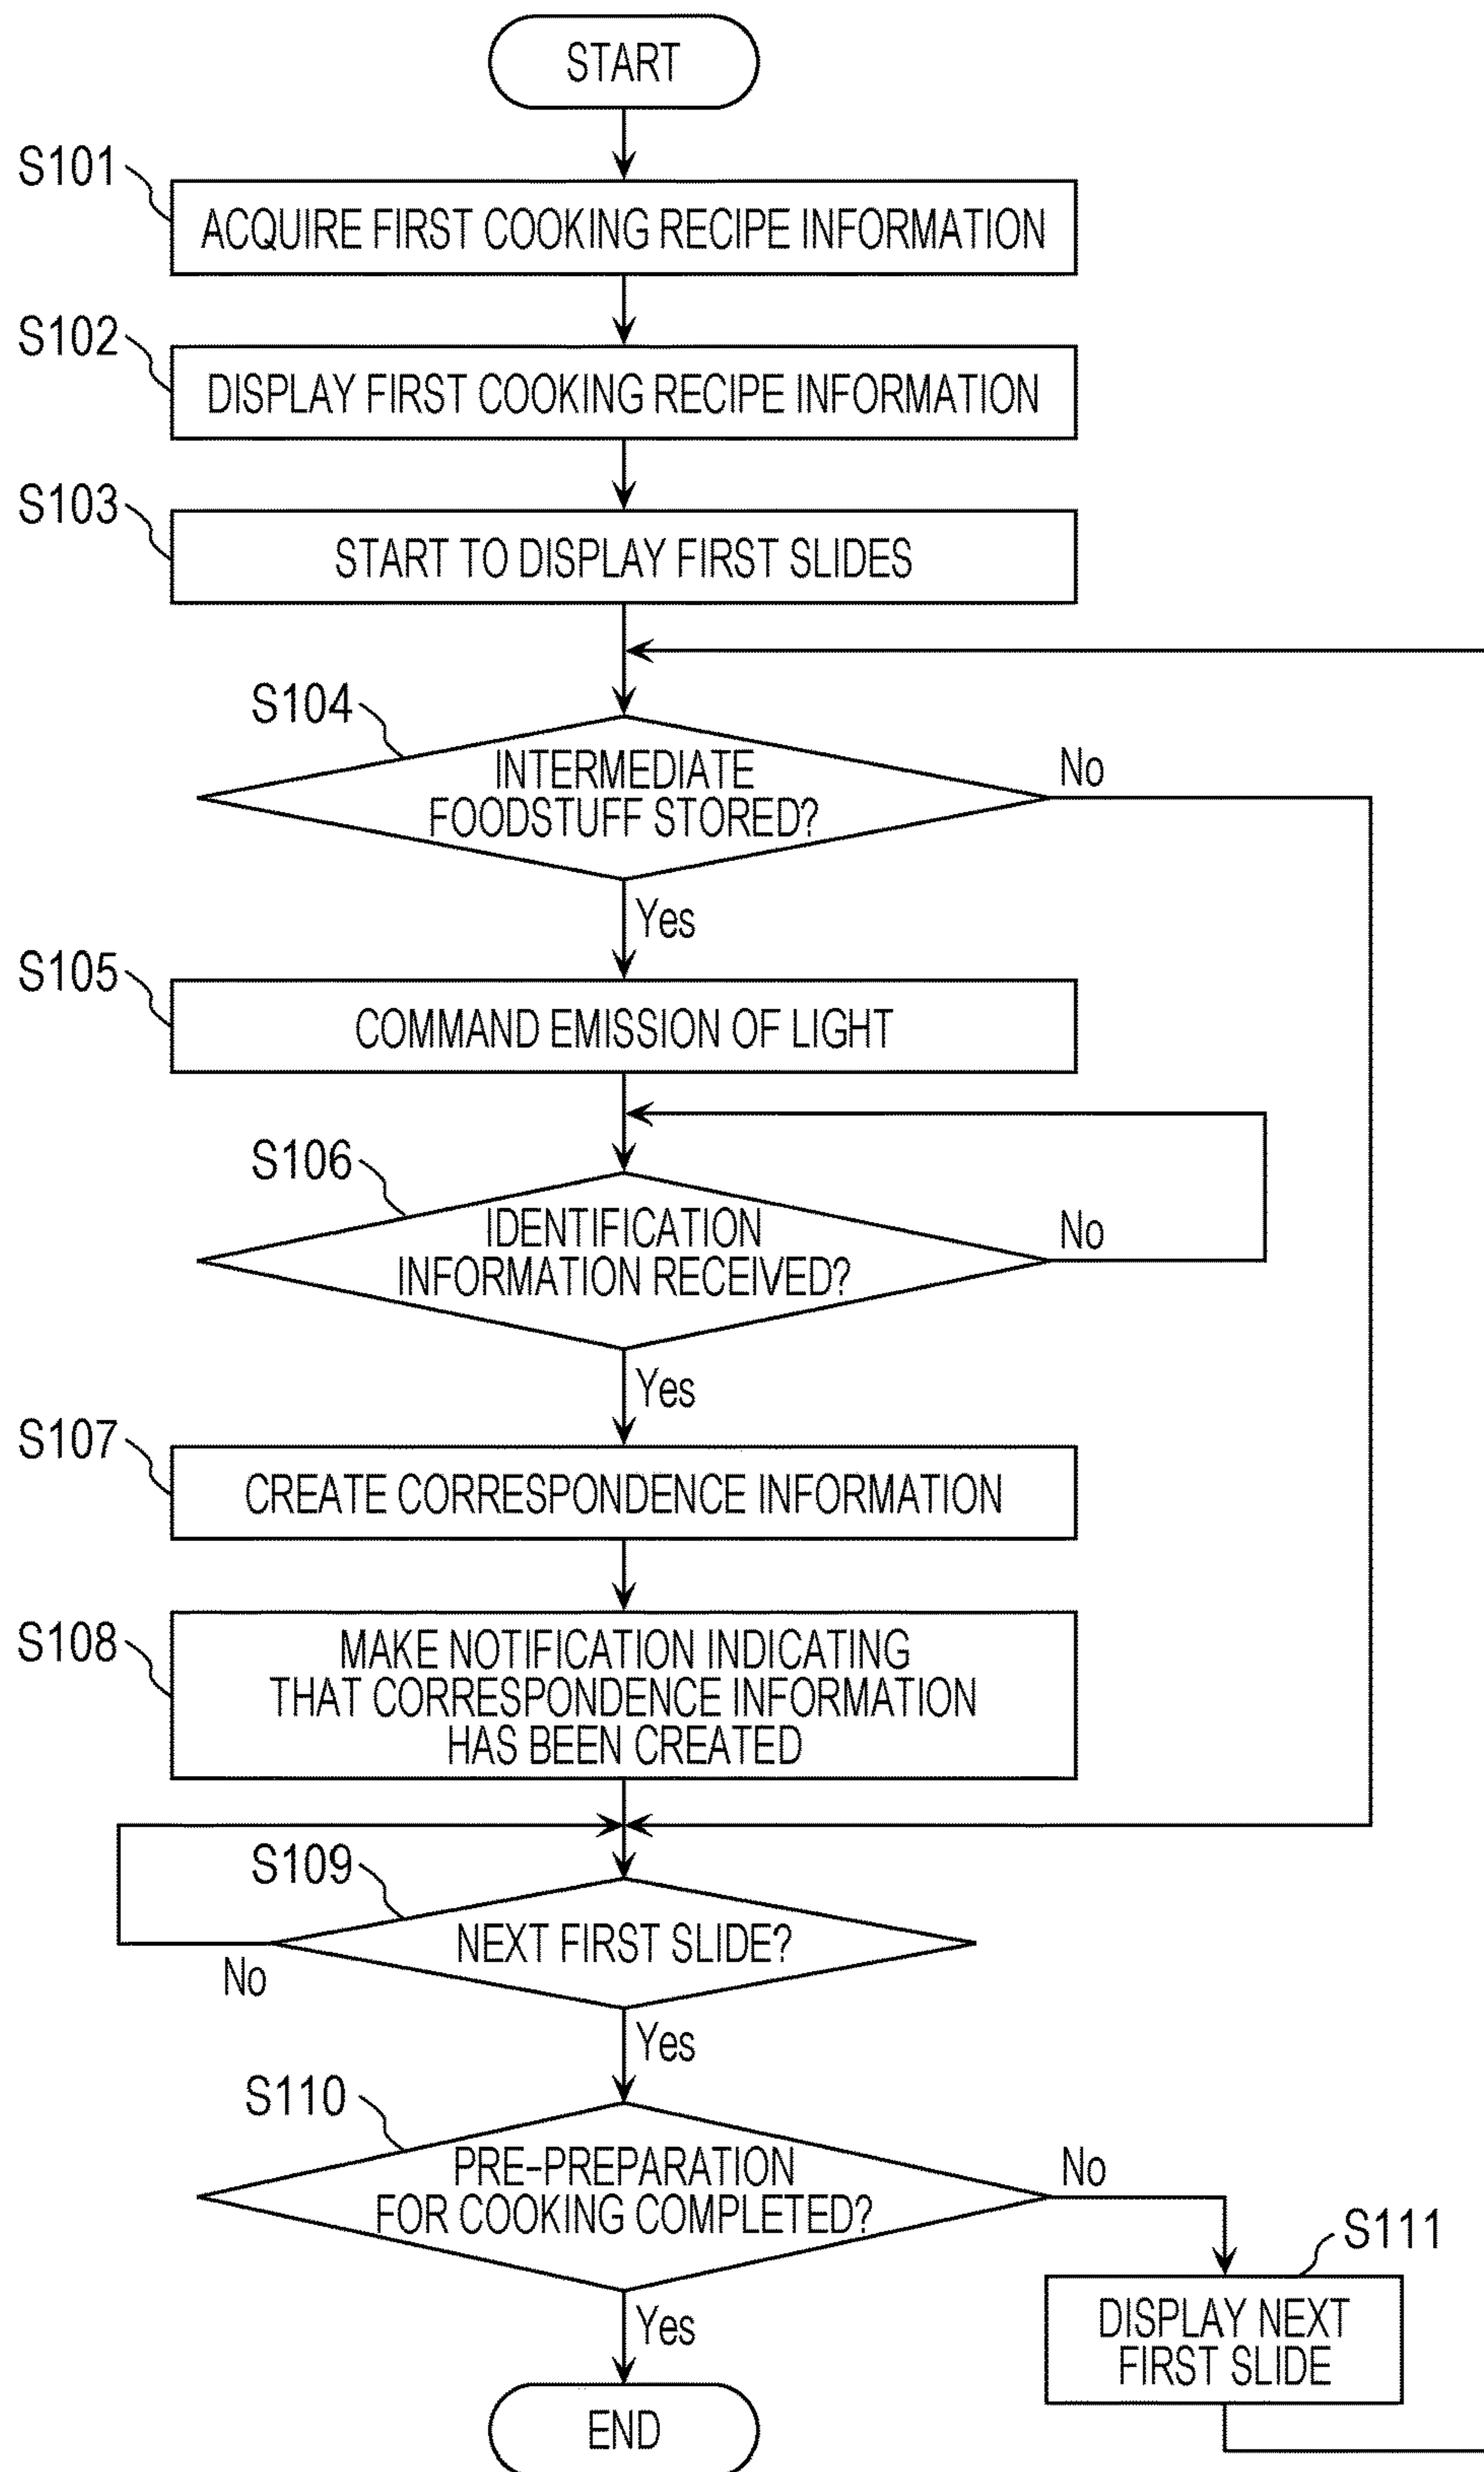 START
S101
ACQUIRE FIRST COOKING RECIPE INFORMATION
S102
DISPLAY FIRST COOKING RECIPE INFORMATION
S103
START TO DISPLAY FIRST SLIDES
S104
INTERMEDIATE
FOODSTUFF STORED?
No
Yes
S105
COMMAND EMISSION OF LIGHT
S106
IDENTIFICATION
INFORMATION RECEIVED?
No
Yes
S107
CREATE CORRESPONDENCE INFORMATION
S108
MAKE NOTIFICATION INDICATING
THAT CORRESPONDENCE INFORMATION
HAS BEEN CREATED
S109
NEXT FIRST SLIDE?
No
Yes
S110
PRE-PREPARATION
FOR COOKING COMPLETED?
No
S111
DISPLAY NEXT
FIRST SLIDE
Yes
END